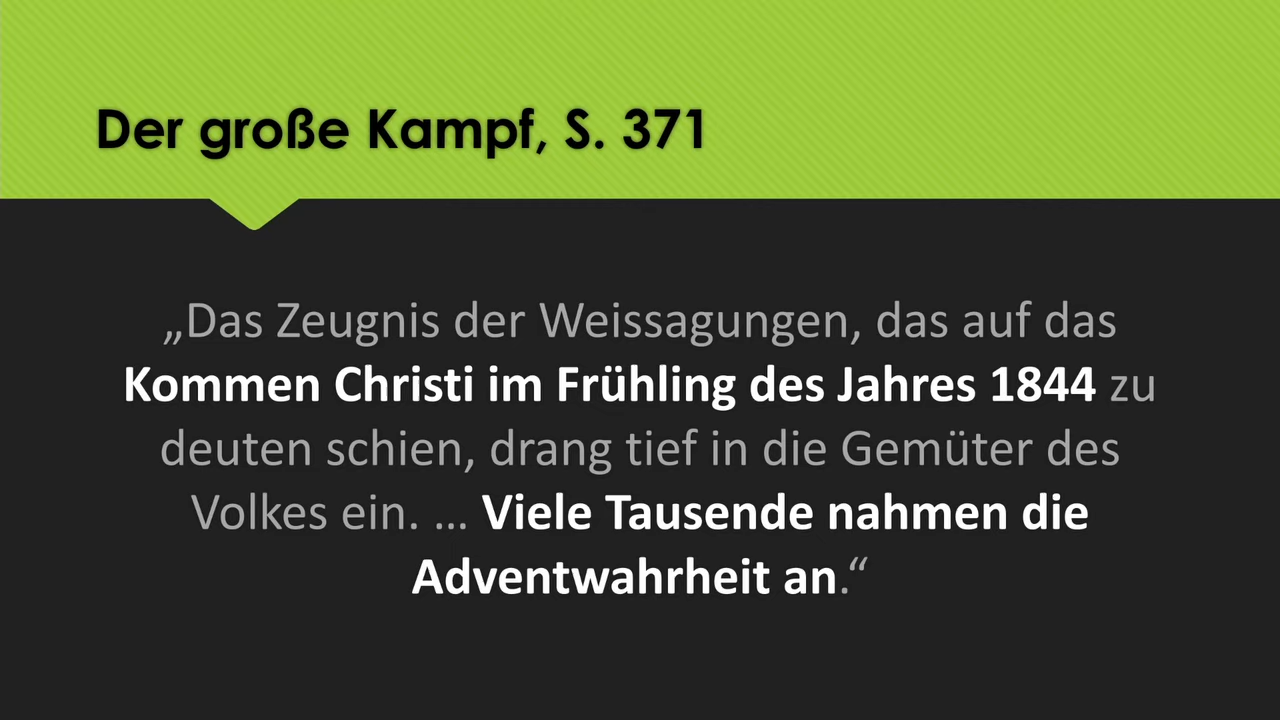 Der große Kampf, S. 371
„Das Zeugnis der Weissagungen, das auf das
Kommen Christi im Frühling des Jahres 1844 zu
deuten schien, drang tief in die Gemüter des
Volkes ein. … Viele Tausende nahmen die
Adventwahrheit an.“